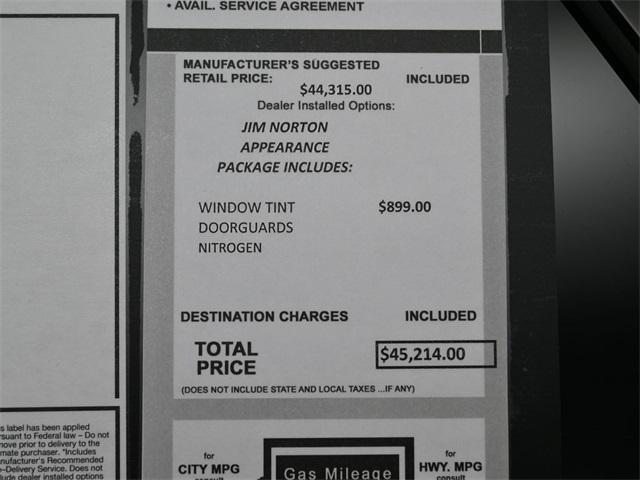 • AVAIL. SERVICE AGREEMENT
MANUFACTURER'S SUGGESTED
RETAIL PRICE: INCLUDED
$44,315.00
Dealer Installed Options:
JIM NORTON
APPEARANCE
PACKAGE INCLUDES:
WINDOW TINT $899.00
DOORGUARDS
NITROGEN
DESTINATION CHARGES INCLUDED
TOTAL
PRICE
$45,214.00
(DOES NOT INCLUDE STATE AND LOCAL TAXES ...IF ANY)
s label has been applied
rsuant to Federal law – Do not
move prior to delivery to the
mate purchaser. *Includes
nufacturer's Recommended
e-Delivery Service. Does not
lude dealer installed options
for
CITY MPG
consult
Gas Mileage
for
HWY. MPG
consult